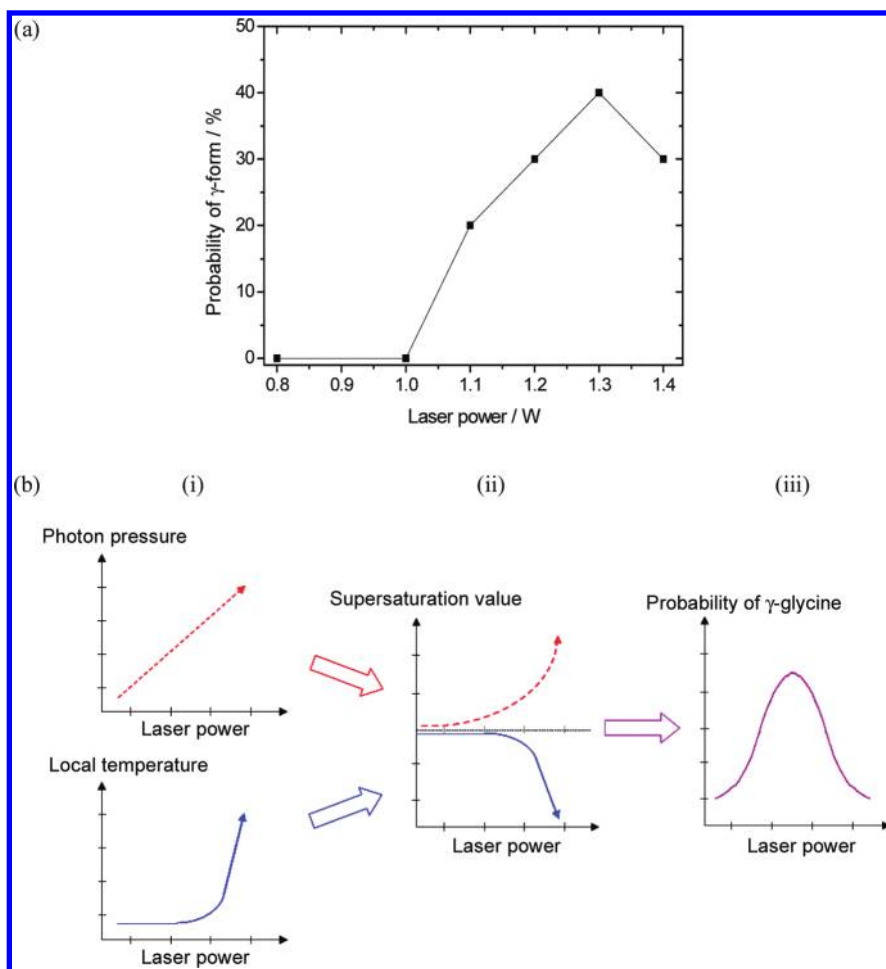 (a)
50
40
30
20
10
0
Probability of γ-form / %
0.8 0.9 1.0 1.1 1.2 1.3 1.4
Laser power / W
(b) (i) (ii) (iii)
Photon pressure
Laser power
Local temperature
Laser power
Supersaturation value
Laser power
Probability of γ-glycine
Laser power